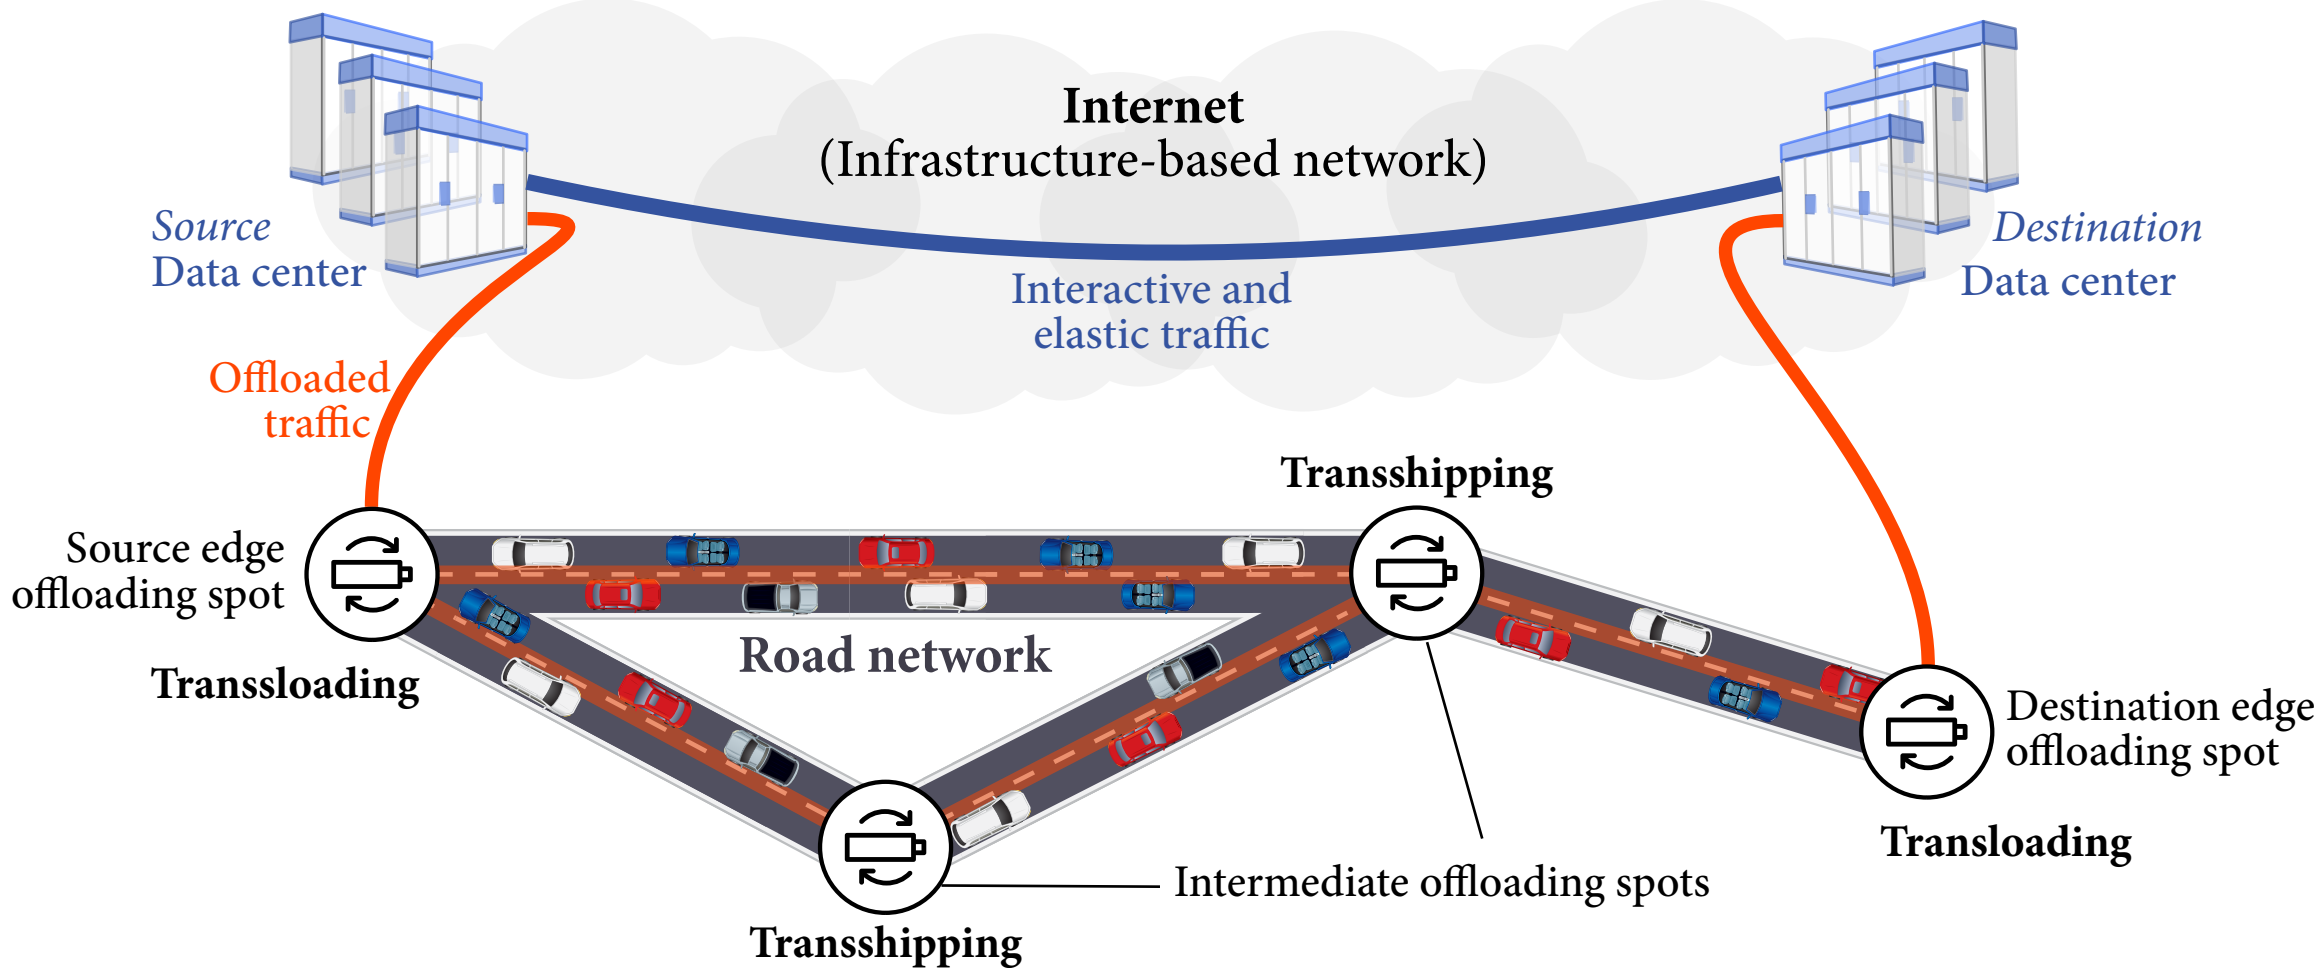 Internet
(Infrastructure-based network)
Source
Data center
Destination
Data center
Interactive and
elastic traffic
Offloaded
traffic
Transshipping
Source edge
offloading spot
Road network
Transsloading
Destination edge
offloading spot
Transloading
Intermediate offloading spots
Transshipping